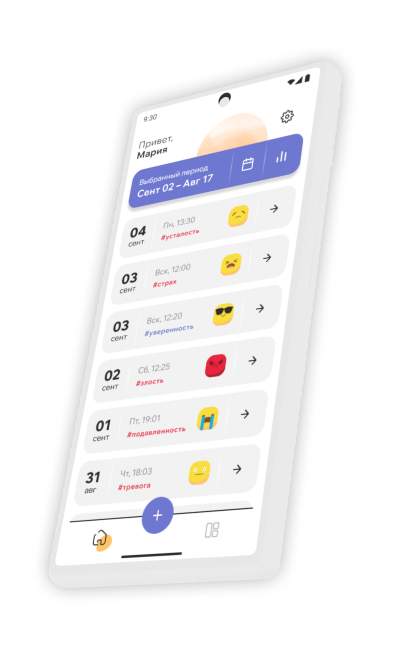 9:30
Привет,
Мария
Выбранный период
Сент 02 – Авг 17
04
сент
Пн, 13:30
#усталость
03
сент
Вск, 12:00
#страх
03
сент
Вск, 12:20
#уверенность
02
сент
Сб, 12:25
#злость
01
сент
Пт, 19:01
#подавленность
31
авг
Чт, 18:03
#тревога